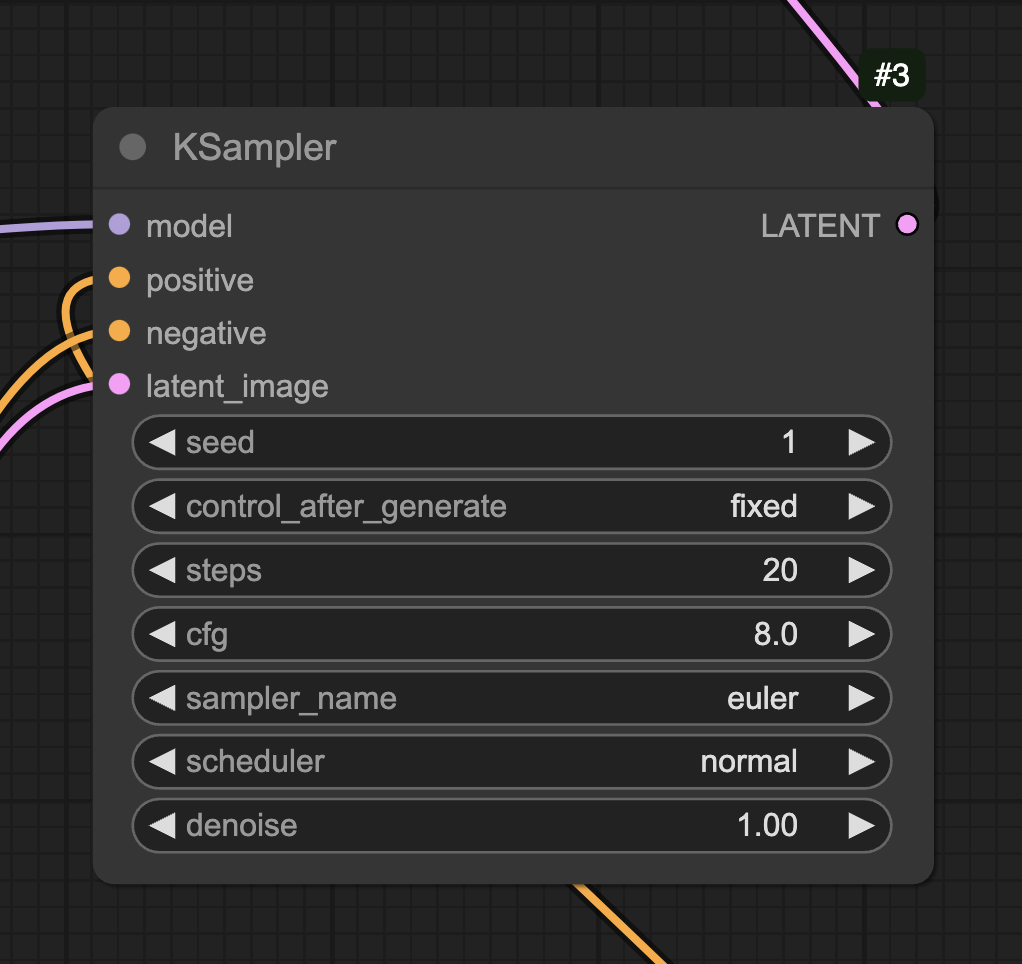 #3
KSampler
model LATENT
positive
negative
latent_image
seed 1
control_after_generate fixed
steps 20
cfg 8.0
sampler_name euler
scheduler normal
denoise 1.00